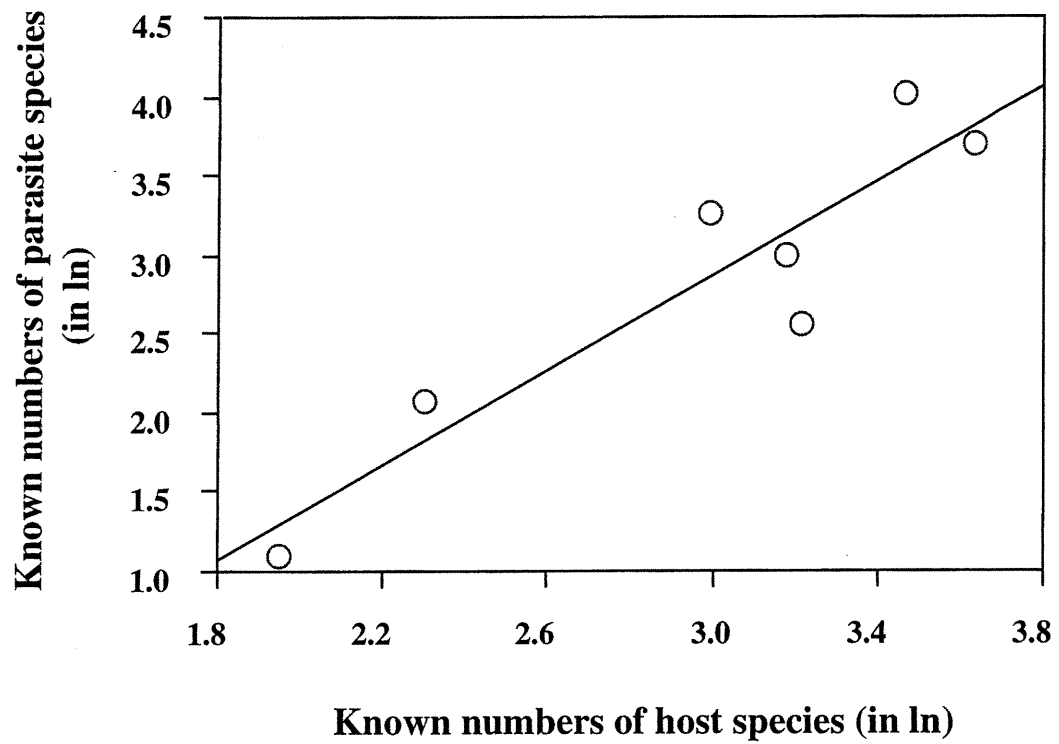 Known numbers of parasite species
(in ln)
4.5
4.0
3.5
3.0
2.5
2.0
1.5
1.0
1.8 2.2 2.6 3.0 3.4 3.8
Known numbers of host species (in ln)